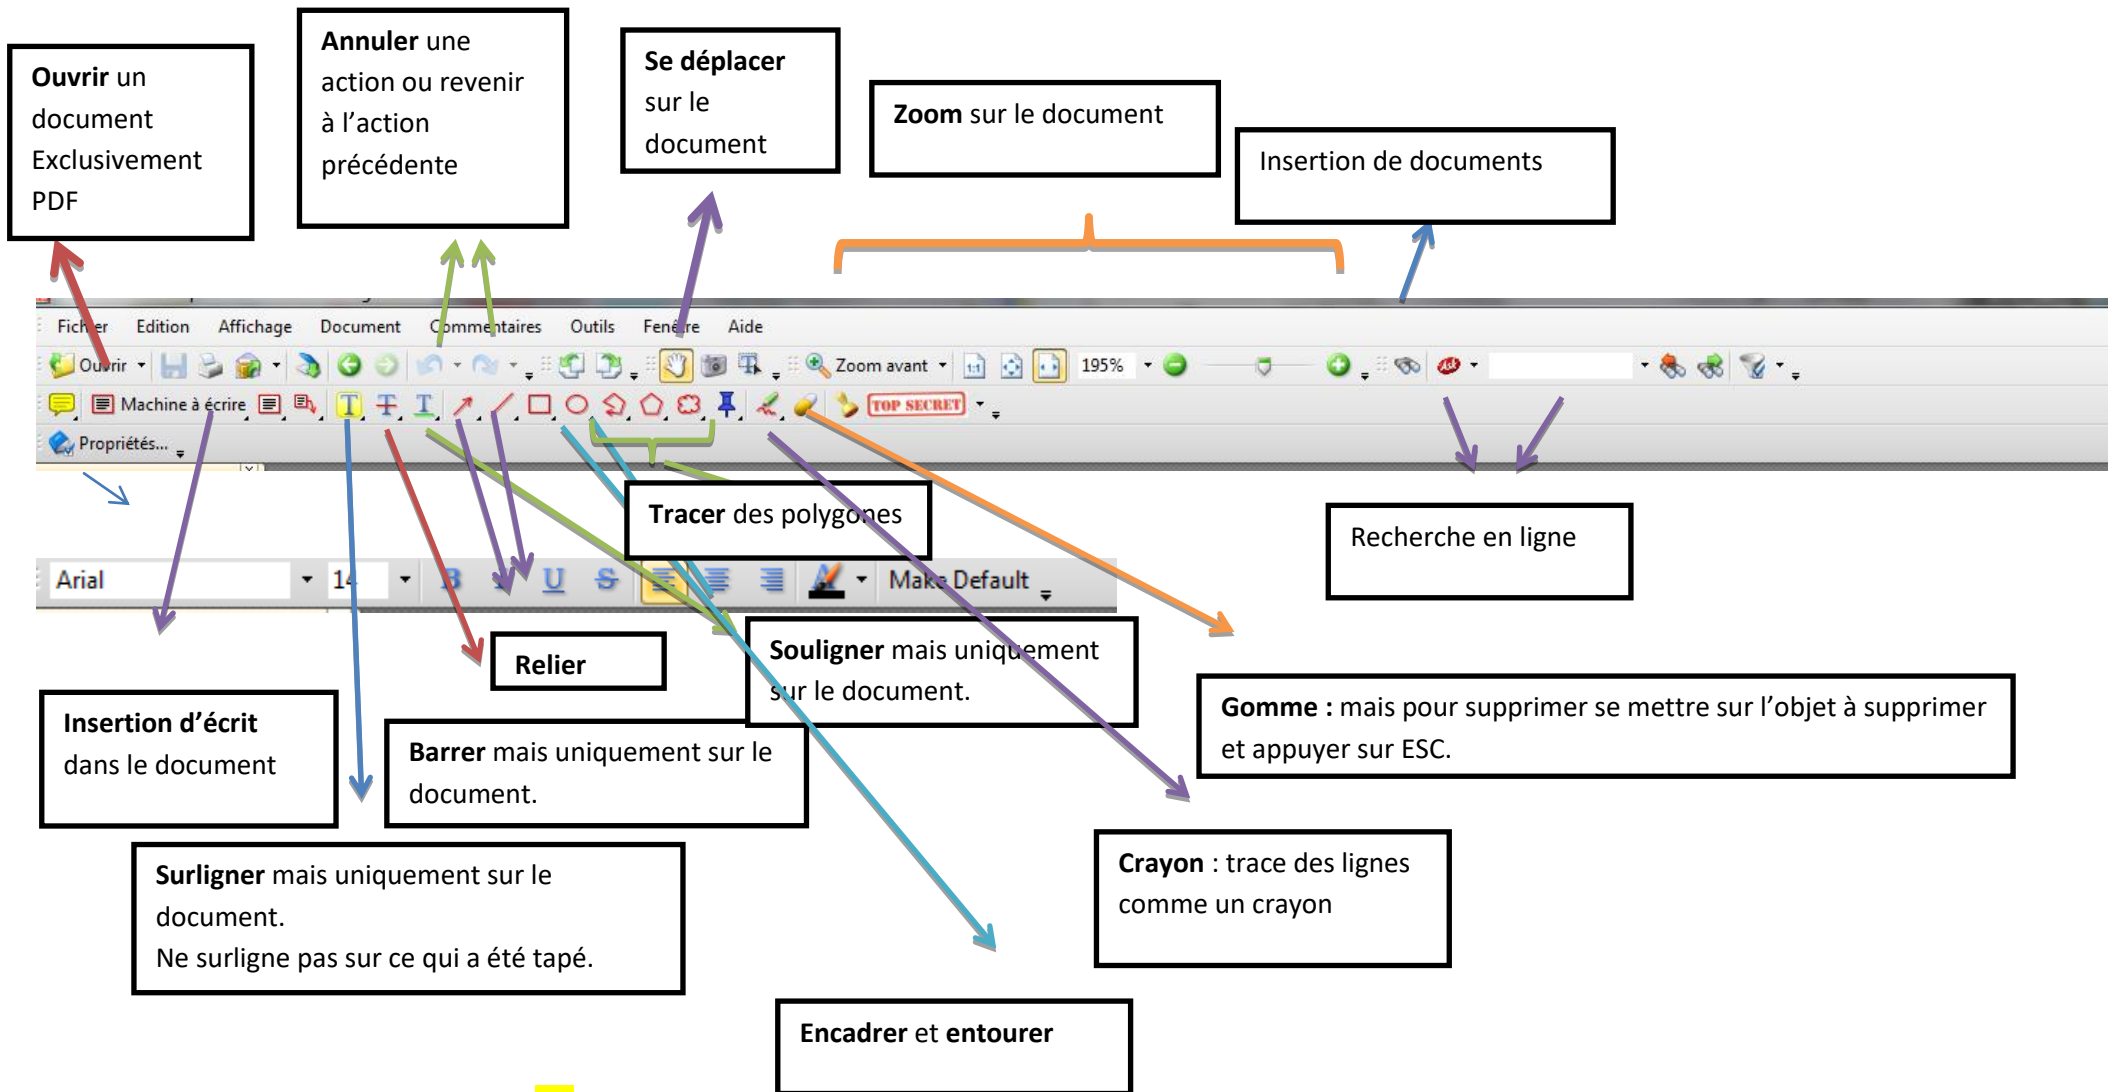 Ouvrir un
document
Exclusivement
PDF
Annuler une
action ou revenir
à l’action
précédente
Se déplacer
sur le
document
Zoom sur le document
Insertion de documents
Fichier Edition Affichage Document Commentaires Outils Fenêtre Aide
Ouvrir Zoom avant 1:1 195% Ask
Machine à écrire T T T TOP SECRET
Propriétés...
Tracer des polygones
Recherche en ligne
Arial 14 B I U S Make Default
Relier
Souligner mais uniquement
sur le document.
Insertion d’écrit
dans le document
Barrer mais uniquement sur le
document.
Gomme : mais pour supprimer se mettre sur l’objet à supprimer
et appuyer sur ESC.
Surligner mais uniquement sur le
document.
Ne surligne pas sur ce qui a été tapé.
Crayon : trace des lignes
comme un crayon
Encadrer et entourer